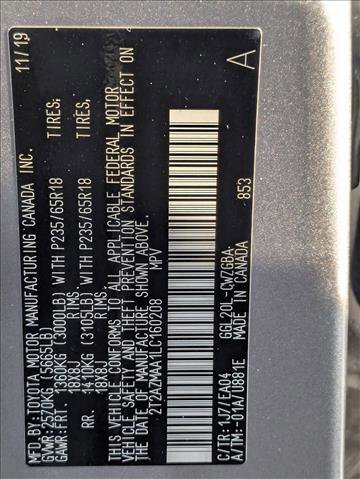 MFD.BY:TOYOTA MOTOR MANUFACTURING CANADA INC. 11/19
GVWR:2570KG (5665LB)
GAWR:FRT. 1360KG (3000LB) WITH P235/65R18 TIRES:
18X8J RIMS.
RR. 1410KG (3105LB) WITH P235/65R18 TIRES:
18X8J RIMS.
THIS VEHICLE CONFORMS TO ALL APPLICABLE FEDERAL MOTOR
VEHICLE SAFETY AND THEFT PREVENTION STANDARDS IN EFFECT ON
THE DATE OF MANUFACTURE SHOWN ABOVE.
2T2AZMAA1LC160208 MPV
A
C/TR:1J7/EA04 GGL20L-CWZGBA
A/TM:-01A/U881E MADE IN CANADA 853